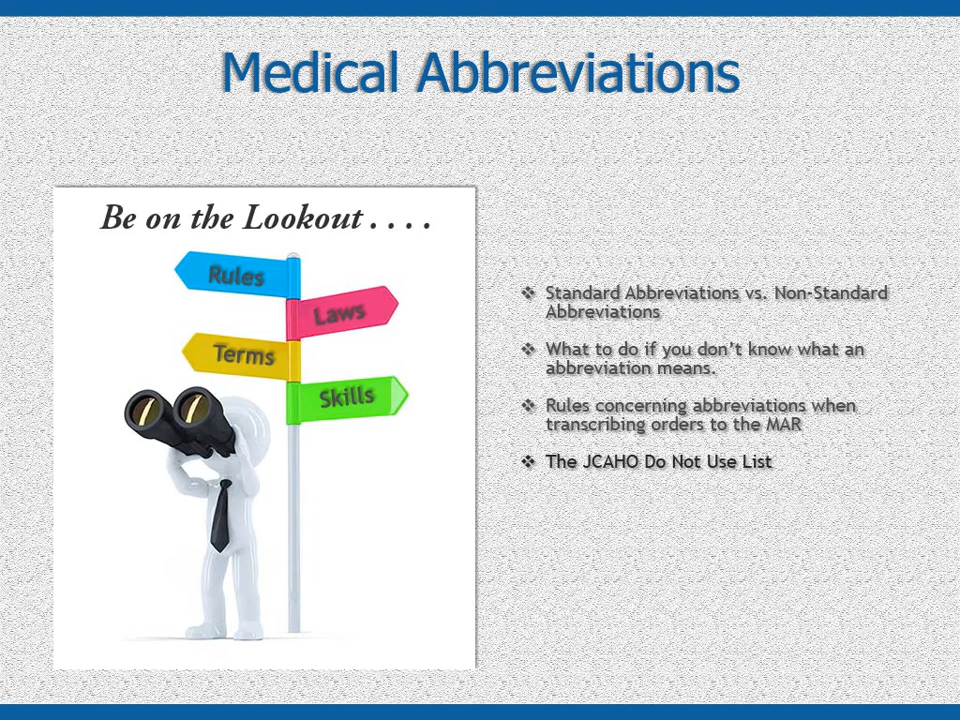 Medical Abbreviations
Be on the Lookout . . . .
Rules
Laws
Terms
Skills
❖ Standard Abbreviations vs. Non-Standard
Abbreviations
❖ What to do if you don’t know what an
abbreviation means.
❖ Rules concerning abbreviations when
transcribing orders to the MAR
❖ The JCAHO Do Not Use List